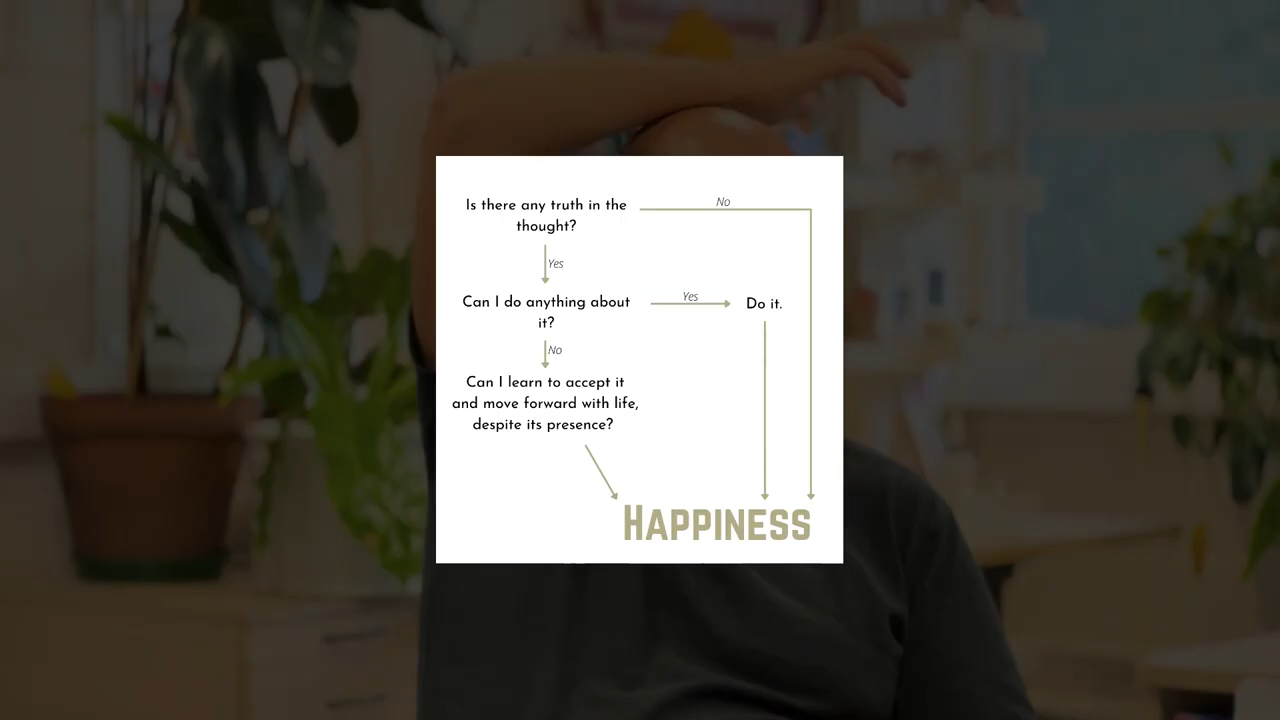 Is there any truth in the
thought?
No
Yes
Can I do anything about
it?
Yes
Do it.
No
Can I learn to accept it
and move forward with life,
despite its presence?
HAPPINESS